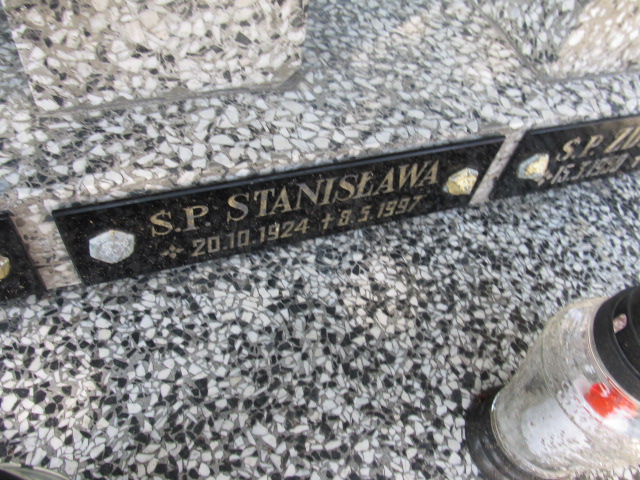 S.P. STANISŁAWA
20.10.1924 † 8.5.1997
S.P.